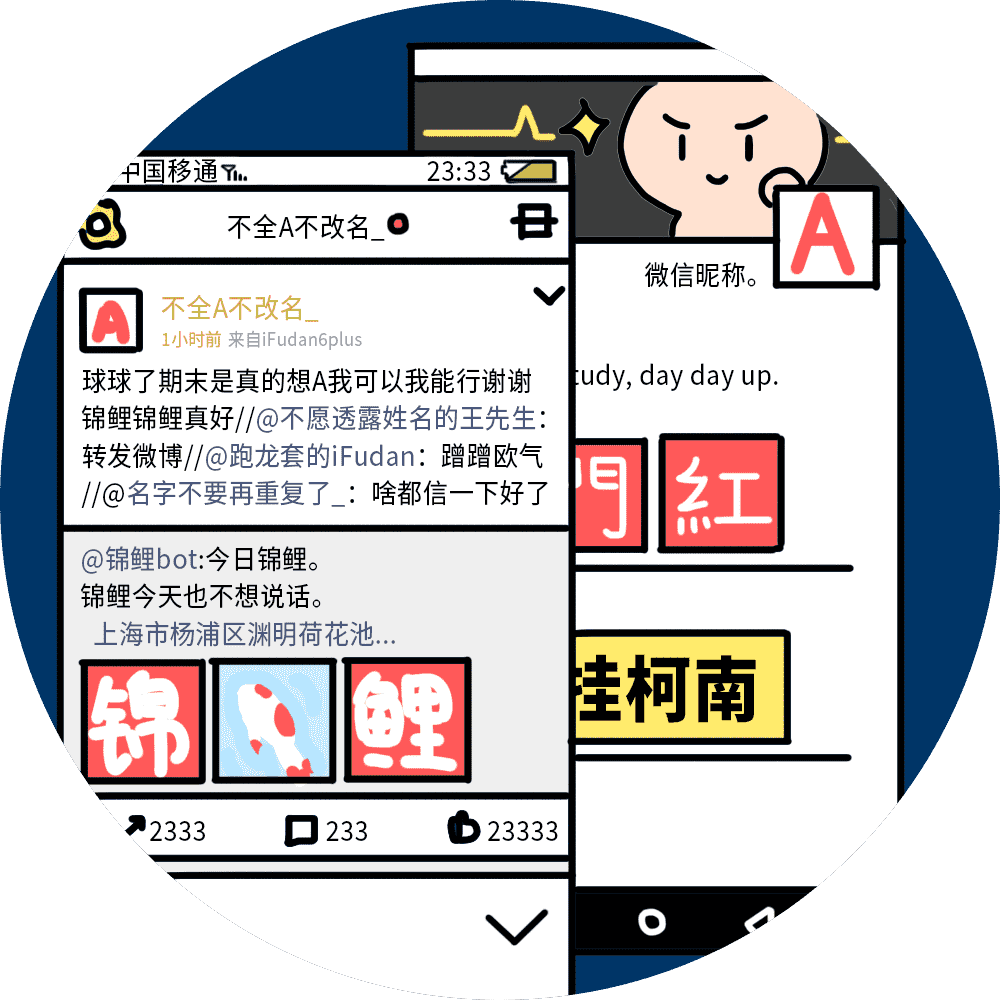 中国移通
23:33
不全A不改名_
A
不全A不改名_
1小时前 来自iFudan6plus
球球了期末是真的想A我可以我能行谢谢
锦鲤锦鲤真好//@不愿透露姓名的王先生：
转发微博//@跑龙套的iFudan：蹭蹭欧气
//@名字不要再重复了_：啥都信一下好了
@锦鲤bot:今日锦鲤。
锦鲤今天也不想说话。
上海市杨浦区渊明荷花池...
锦 鲤
2333 233 23333
A
微信昵称。
tudy, day day up.
門 紅
挂柯南